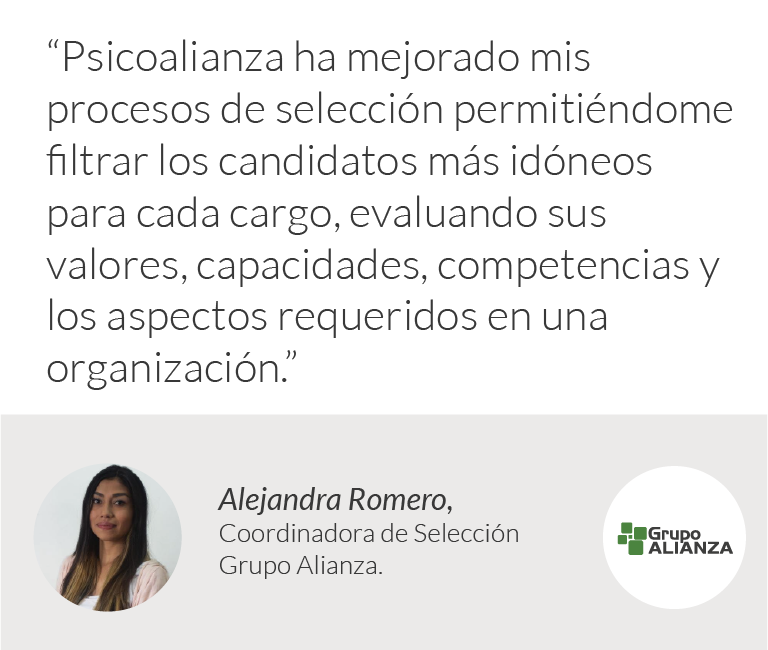 “Psicoalianza ha mejorado mis
procesos de selección permitiéndome
filtrar los candidatos más idóneos
para cada cargo, evaluando sus
valores, capacidades, competencias y
los aspectos requeridos en una
organización.”
Alejandra Romero,
Coordinadora de Selección
Grupo Alianza.
Grupo
ALIANZA